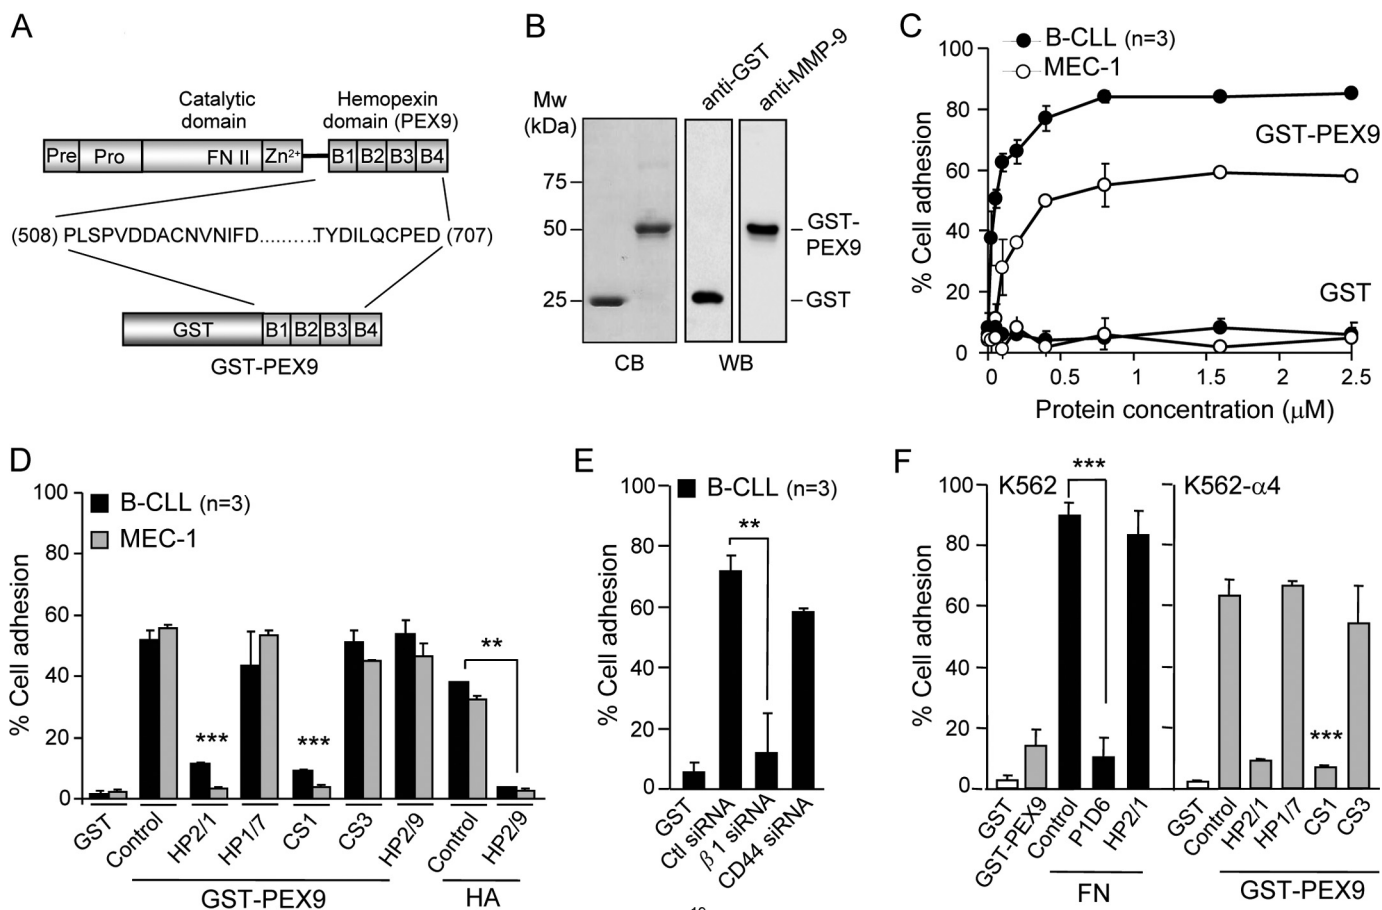 A
Catalytic
domain
Hemopexin
domain (PEX9)
Pre Pro FN II Zn2+ B1 B2 B3 B4
(508) PLSPVDDACNVNIFD.........TYDILQCPED (707)
GST B1 B2 B3 B4
GST-PEX9
B
anti-GST
anti-MMP-9
Mw
(kDa)
75
50
25
GST-
PEX9
GST
CB
WB
C
B-CLL (n=3)
MEC-1
% Cell adhesion
100
80
60
40
20
0
GST-PEX9
GST
0 0.5 1 1.5 2 2.5
Protein concentration (μM)
D
B-CLL (n=3)
MEC-1
% Cell adhesion
100
80
60
40
20
0
***
***
**
GST
Control
HP2/1
HP1/7
CS1
CS3
HP2/9
Control
HP2/9
GST-PEX9
HA
E
B-CLL (n=3)
% Cell adhesion
100
80
60
40
20
0
**
GST
Ctl siRNA
β1 siRNA
CD44 siRNA
F
K562
K562-α4
% Cell adhesion
100
80
60
40
20
0
***
***
GST
GST-PEX9
Control
P1D6
HP2/1
FN
GST
Control
HP2/1
HP1/7
CS1
CS3
GST-PEX9